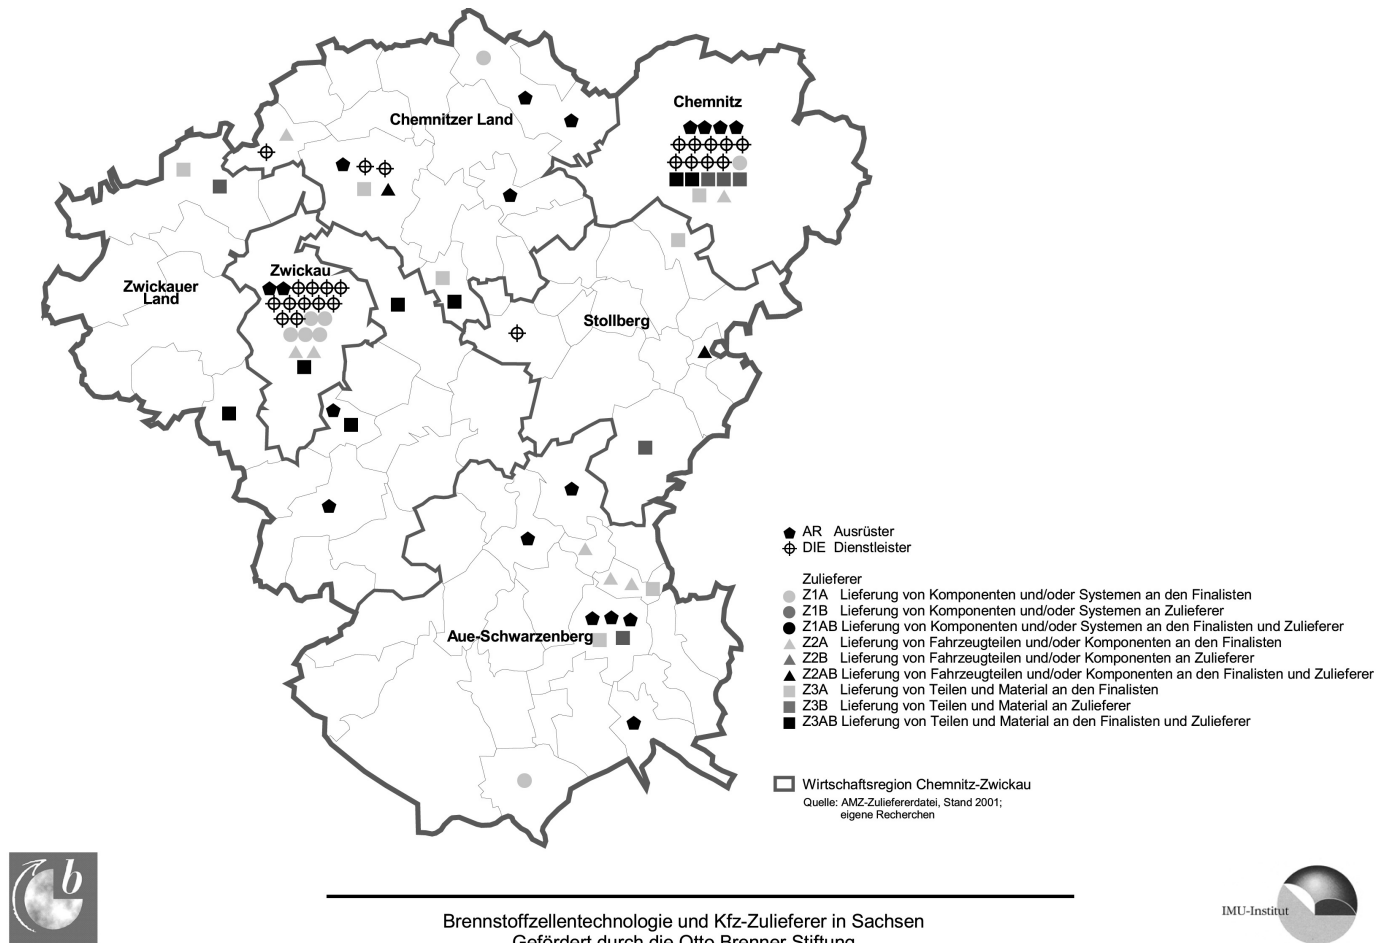 Chemnitz
Chemnitzer Land
Zwickau
Zwickauer
Land
Stollberg
Aue-Schwarzenberg
AR Ausrüster
DIE Dienstleister
Zulieferer
Z1A Lieferung von Komponenten und/oder Systemen an den Finalisten
Z1B Lieferung von Komponenten und/oder Systemen an Zulieferer
Z1AB Lieferung von Komponenten und/oder Systemen an den Finalisten und Zulieferer
Z2A Lieferung von Fahrzeugteilen und/oder Komponenten an den Finalisten
Z2B Lieferung von Fahrzeugteilen und/oder Komponenten an Zulieferer
Z2AB Lieferung von Fahrzeugteilen und/oder Komponenten an den Finalisten und Zulieferer
Z3A Lieferung von Teilen und Material an den Finalisten
Z3B Lieferung von Teilen und Material an Zulieferer
Z3AB Lieferung von Teilen und Material an den Finalisten und Zulieferer
Wirtschaftsregion Chemnitz-Zwickau
Quelle: AMZ-Zuliefererdatei, Stand 2001;
eigene Recherchen
b
IMU-Institut
Brennstoffzellentechnologie und Kfz-Zulieferer in Sachsen
Gefördert durch die Otto Brenner Stiftung